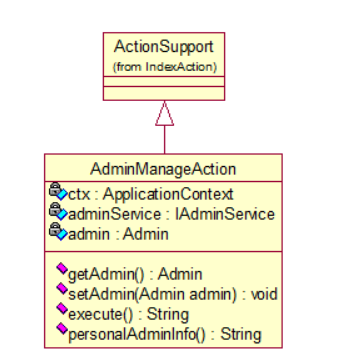 ActionSupport
(from IndexAction)
AdminManageAction
ctx : ApplicationContext
adminService : IAdminService
admin : Admin
getAdmin() : Admin
setAdmin(Admin admin) : void
execute() : String
personalAdminInfo() : String